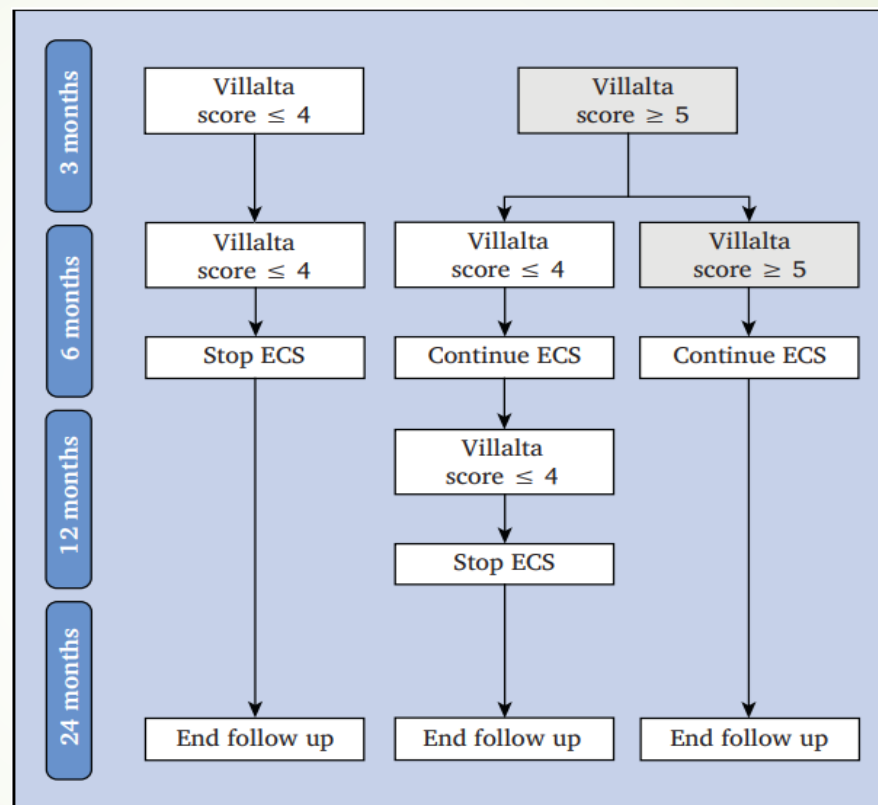 3 months
Villalta
score ≤ 4
Villalta
score ≥ 5
6 months
Villalta
score ≤ 4
Villalta
score ≤ 4
Villalta
score ≥ 5
Stop ECS
Continue ECS
Continue ECS
12 months
Villalta
score ≤ 4
Stop ECS
24 months
End follow up
End follow up
End follow up